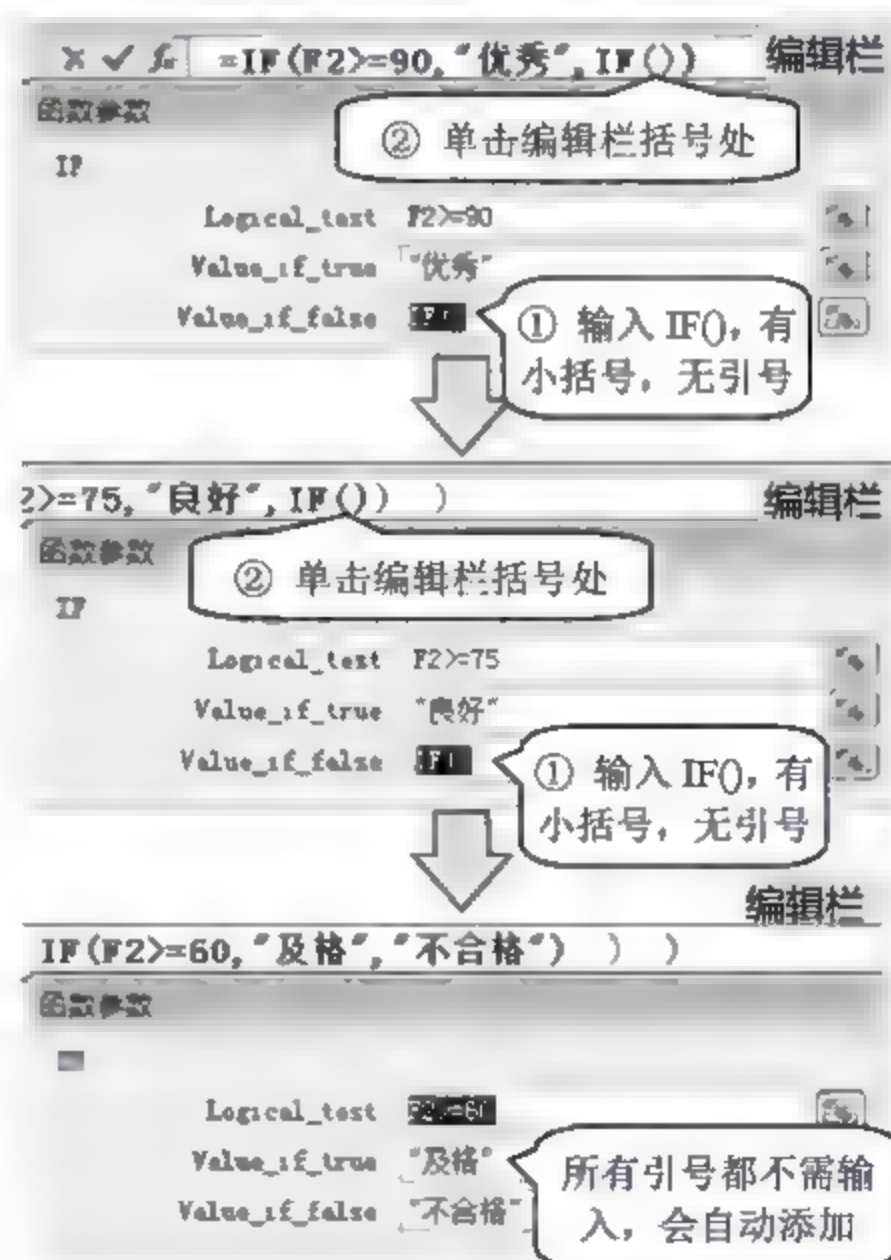 =IF(F2>=90,"优秀",IF()) 编辑栏
函数参数
② 单击编辑栏括号处
IF
Logical_test F2>=90
Value_if_true "优秀"
Value_if_false IF()
① 输入 IF(), 有
小括号, 无引号
2>=75,"良好",IF()) ) 编辑栏
函数参数
② 单击编辑栏括号处
IF
Logical_test F2>=75
Value_if_true "良好"
Value_if_false IF()
① 输入 IF(), 有
小括号, 无引号
编辑栏
IF(F2>=60,"及格","不合格") ) )
函数参数
Logical_test F2>=60
Value_if_true "及格"
Value_if_false "不合格"
所有引号都不需输
入, 会自动添加